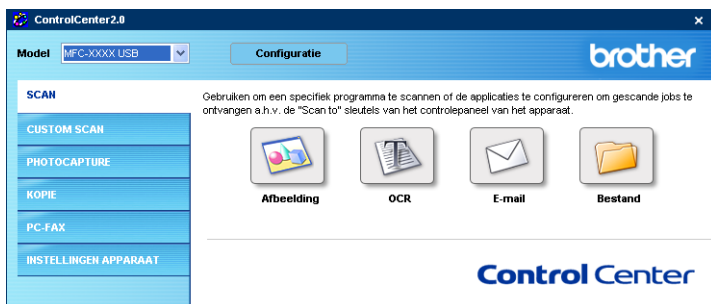 ControlCenter2.0
Model MFC-XXXX USB Configuratie brother
SCAN
CUSTOM SCAN
PHOTOCAPTURE
KOPIE
PC-FAX
INSTELLINGEN APPARAAT
Gebruiken om een specifiek programma te scannen of de applicaties te configureren om gescande jobs te
ontvangen a.h.v. de "Scan to" sleutels van het controlepaneel van het apparaat.
Afbeelding OCR E-mail Bestand
Control Center